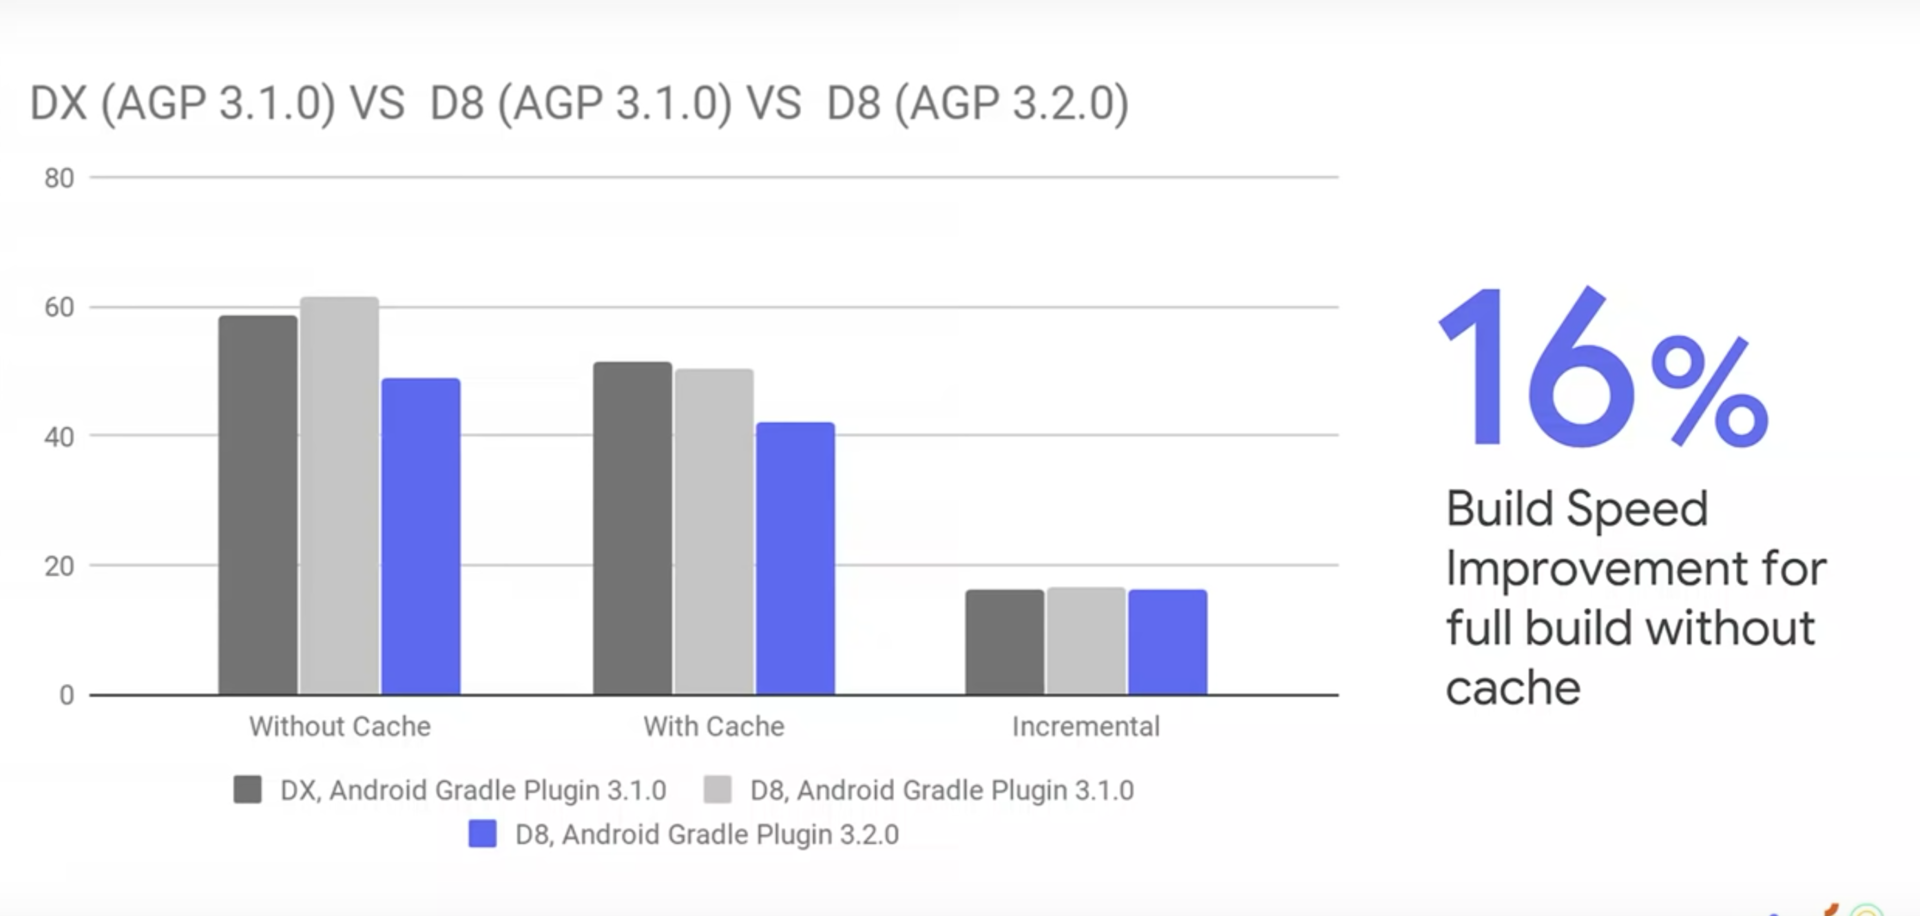 DX (AGP 3.1.0) VS D8 (AGP 3.1.0) VS D8 (AGP 3.2.0)
80
60
40
20
0
Without Cache
With Cache
Incremental
DX, Android Gradle Plugin 3.1.0
D8, Android Gradle Plugin 3.1.0
D8, Android Gradle Plugin 3.2.0
16%
Build Speed
Improvement for
full build without
cache